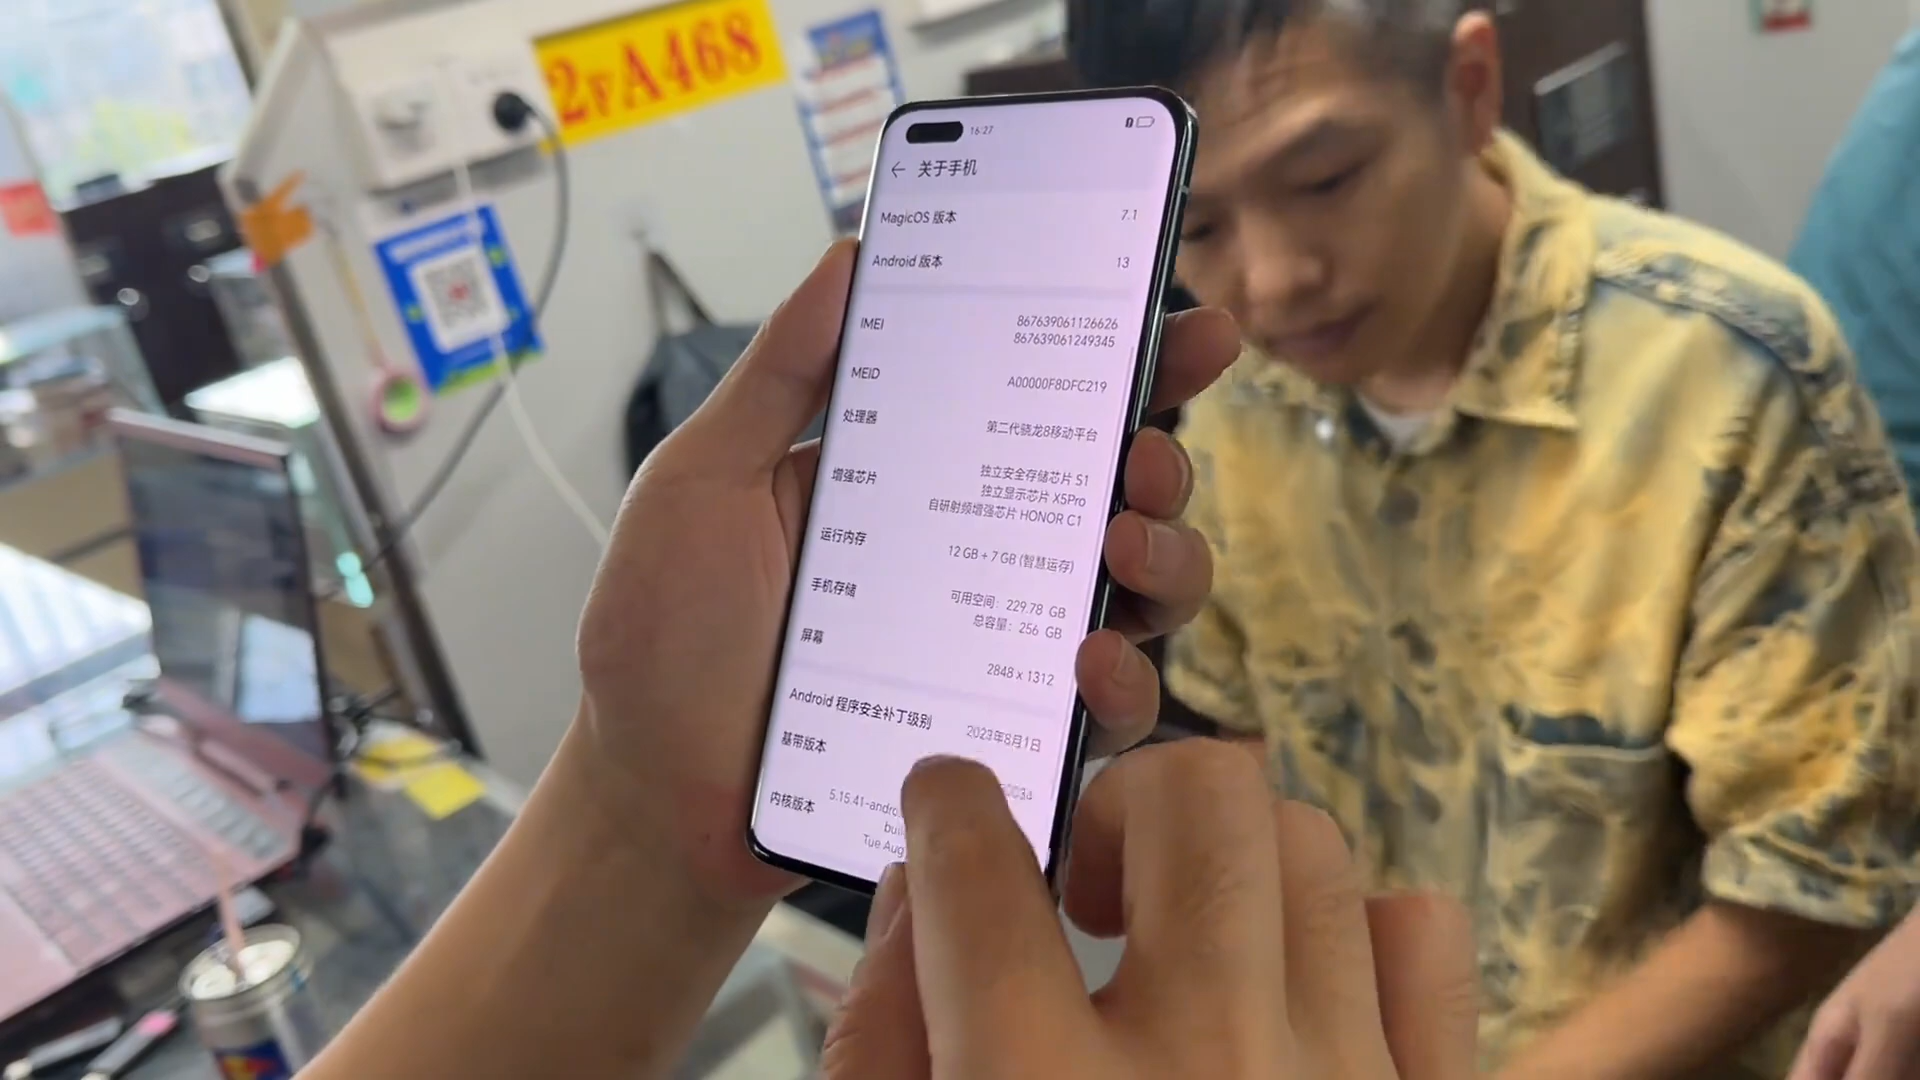 2FA468
16:27
关于手机
MagicOS 版本 7.1
Android 版本 13
IMEI 867639061126626
867639061249345
MEID A00000F8DFC219
处理器 第二代骁龙8移动平台
增强芯片 独立安全存储芯片 S1
独立显示芯片 X5Pro
自研射频增强芯片 HONOR C1
运行内存 12 GB + 7 GB (智慧运存)
手机存储 可用空间: 229.78 GB
总容量: 256 GB
屏幕 2848 x 1312
Android 程序安全补丁级别 2023年8月1日
基带版本
内核版本 5.15.41-andro
Tue Aug